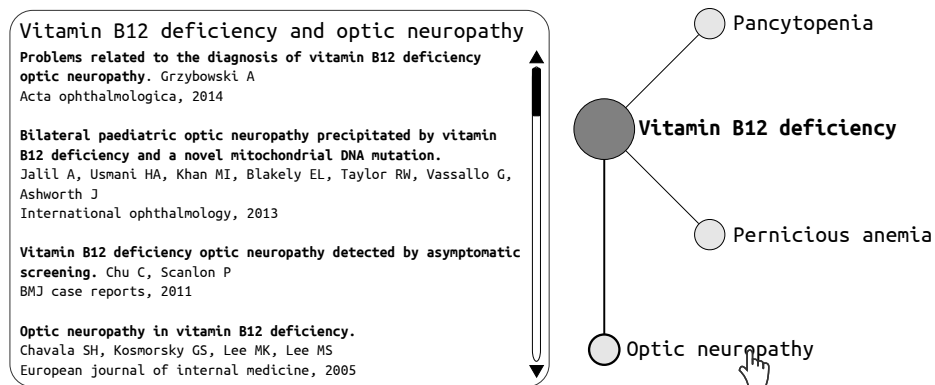 Vitamin B12 deficiency and optic neuropathy
Problems related to the diagnosis of vitamin B12 deficiency
optic neuropathy. Grzybowski A
Acta ophthalmologica, 2014
Bilateral paediatric optic neuropathy precipitated by vitamin
B12 deficiency and a novel mitochondrial DNA mutation.
Jalil A, Usmani HA, Khan MI, Blakely EL, Taylor RW, Vassallo G,
Ashworth J
International ophthalmology, 2013
Vitamin B12 deficiency optic neuropathy detected by asymptomatic
screening. Chu C, Scanlon P
BMJ case reports, 2011
Optic neuropathy in vitamin B12 deficiency.
Chavala SH, Kosmorsky GS, Lee MK, Lee MS
European journal of internal medicine, 2005
Pancytopenia
Vitamin B12 deficiency
Pernicious anemia
Optic neuropathy